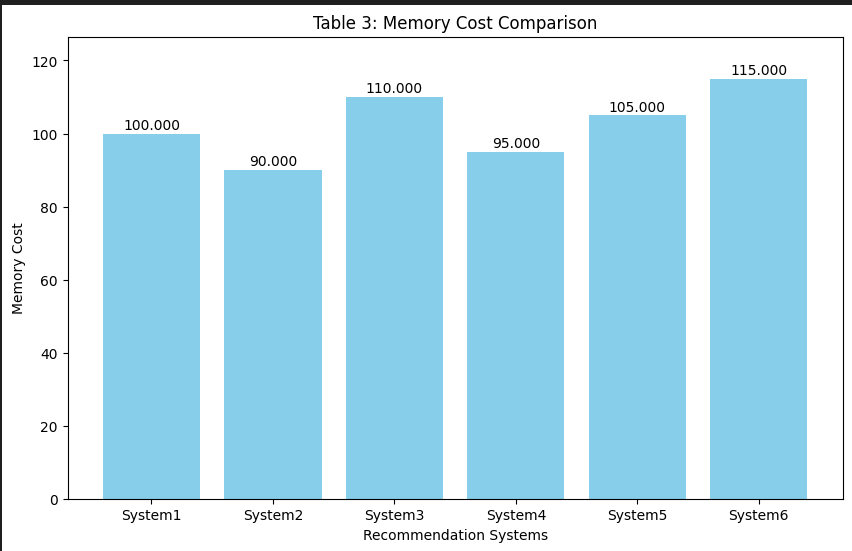 Table 3: Memory Cost Comparison
120
100
80
60
40
20
0
Memory Cost
100.000
90.000
110.000
95.000
105.000
115.000
System1
System2
System3
System4
System5
System6
Recommendation Systems